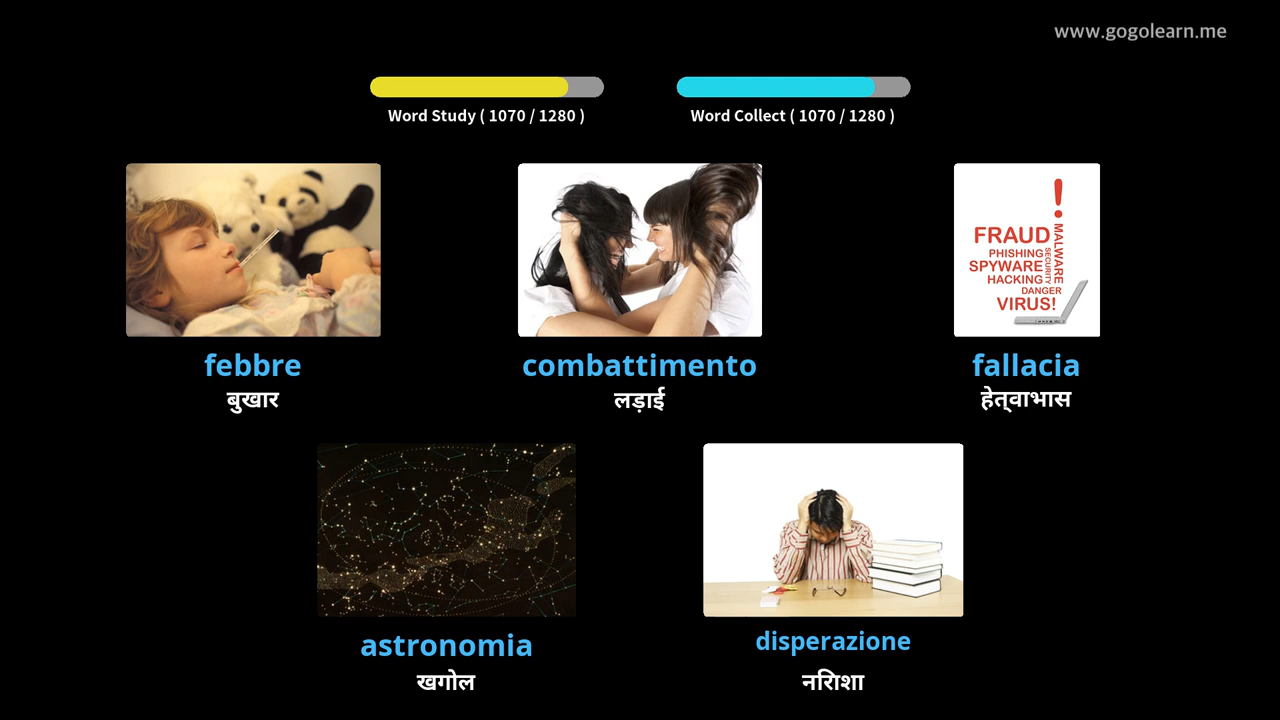 www.gogolearn.me
Word Study ( 1070 / 1280 )
Word Collect ( 1070 / 1280 )
FRAUD
PHISHING
SPYWARE
HACKING
DANGER
VIRUS!
!
MALWARE
SECURITY
febbre
बुखार
combattimento
लड़ाई
fallacia
हेत्वाभास
astronomia
खगोल
disperazione
नरिाशा